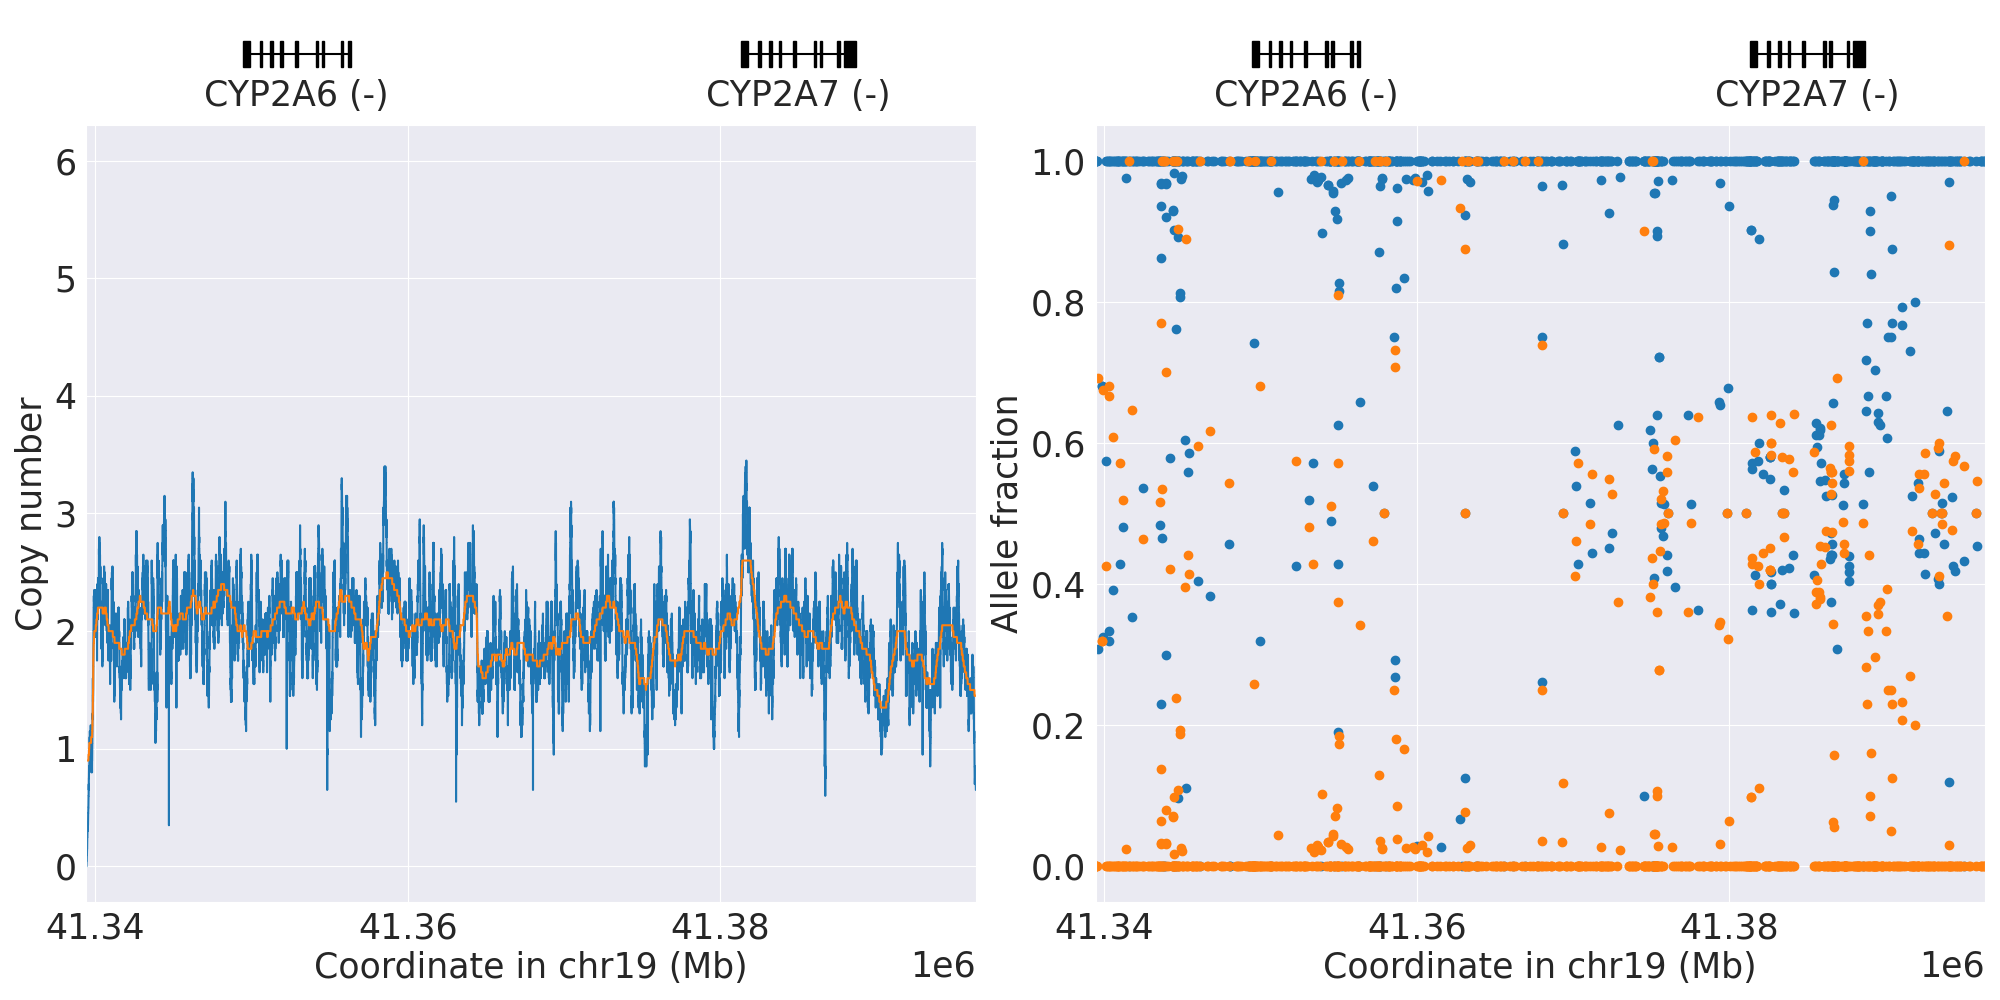 CYP2A6 (-)
CYP2A7 (-)
6
5
4
3
2
1
0
Copy number
41.34
41.36
41.38
Coordinate in chr19 (Mb)
1e6
CYP2A6 (-)
CYP2A7 (-)
1.0
0.8
0.6
0.4
0.2
0.0
Allele fraction
41.34
41.36
41.38
Coordinate in chr19 (Mb)
1e6